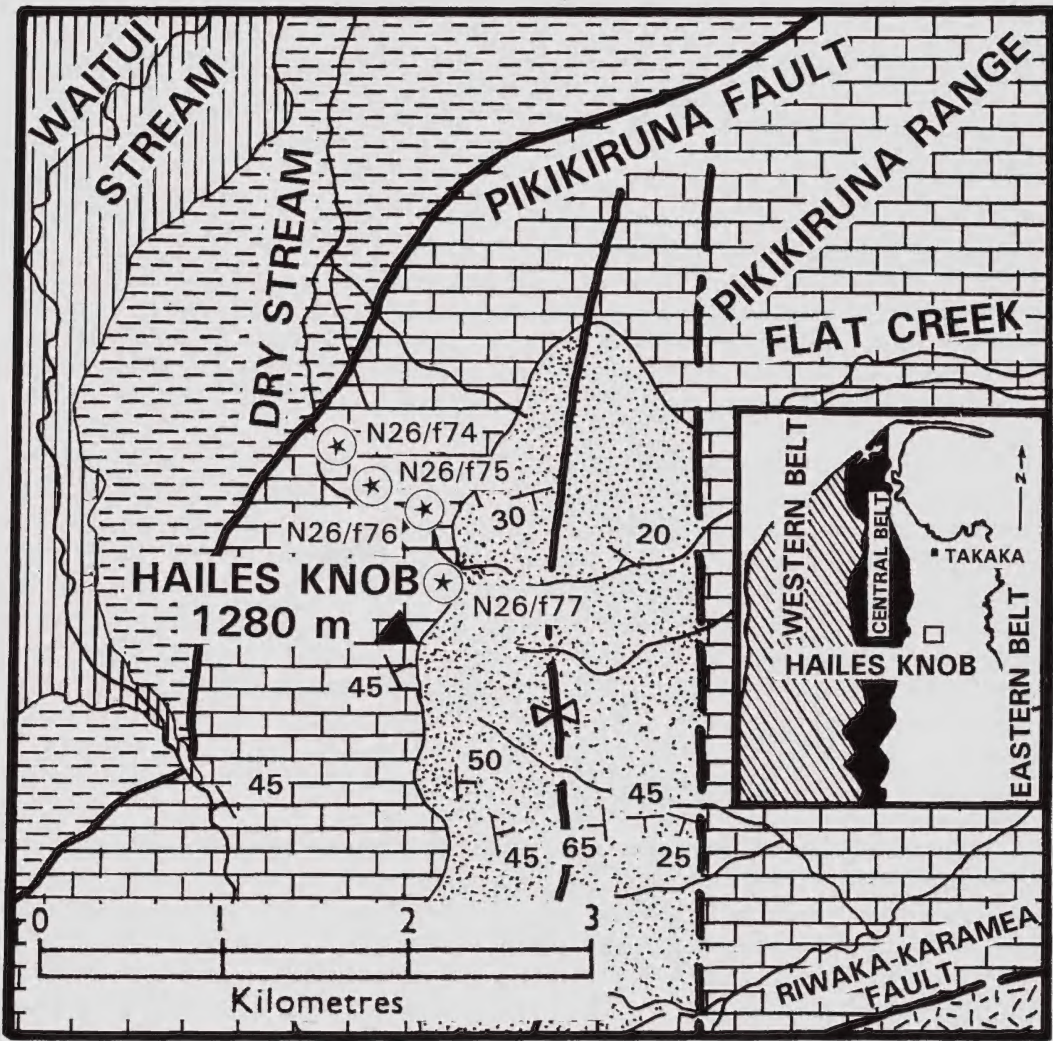 WAITUI
STREAM
DRY STREAM
PIKIKIRUNA FAULT
PIKIKIRUNA RANGE
FLAT CREEK
N26/f74
N26/f75
N26/f76
N26/f77
HAILES KNOB
1280 m
30
20
45
50
45
45
45
65
25
WESTERN BELT
CENTRAL BELT
N
TAKAKA
HAILES KNOB
EASTERN BELT
RIWAKA-KARAMEA
FAULT
0
1
2
3
Kilometres